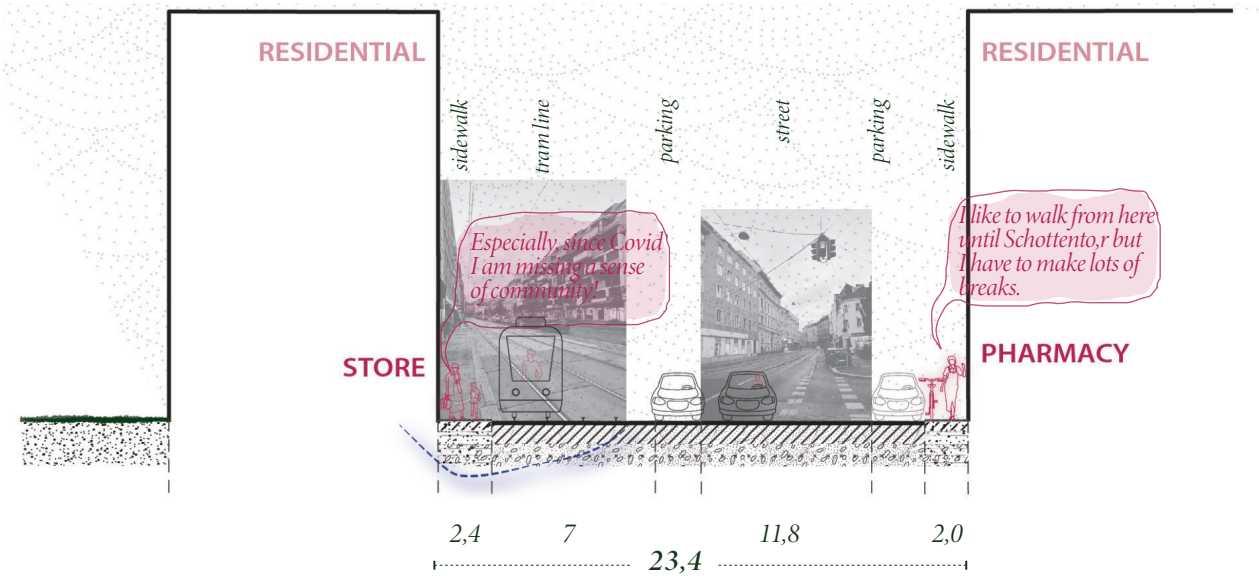 RESIDENTIAL
RESIDENTIAL
sidewalk
tram line
parking
street
parking
sidewalk
Especially, since Covid
I am missing a sense
of community!
I like to walk from here
until Schottento,r but
I have to make lots of
breaks.
STORE
PHARMACY
2,4
7
11,8
2,0
23,4